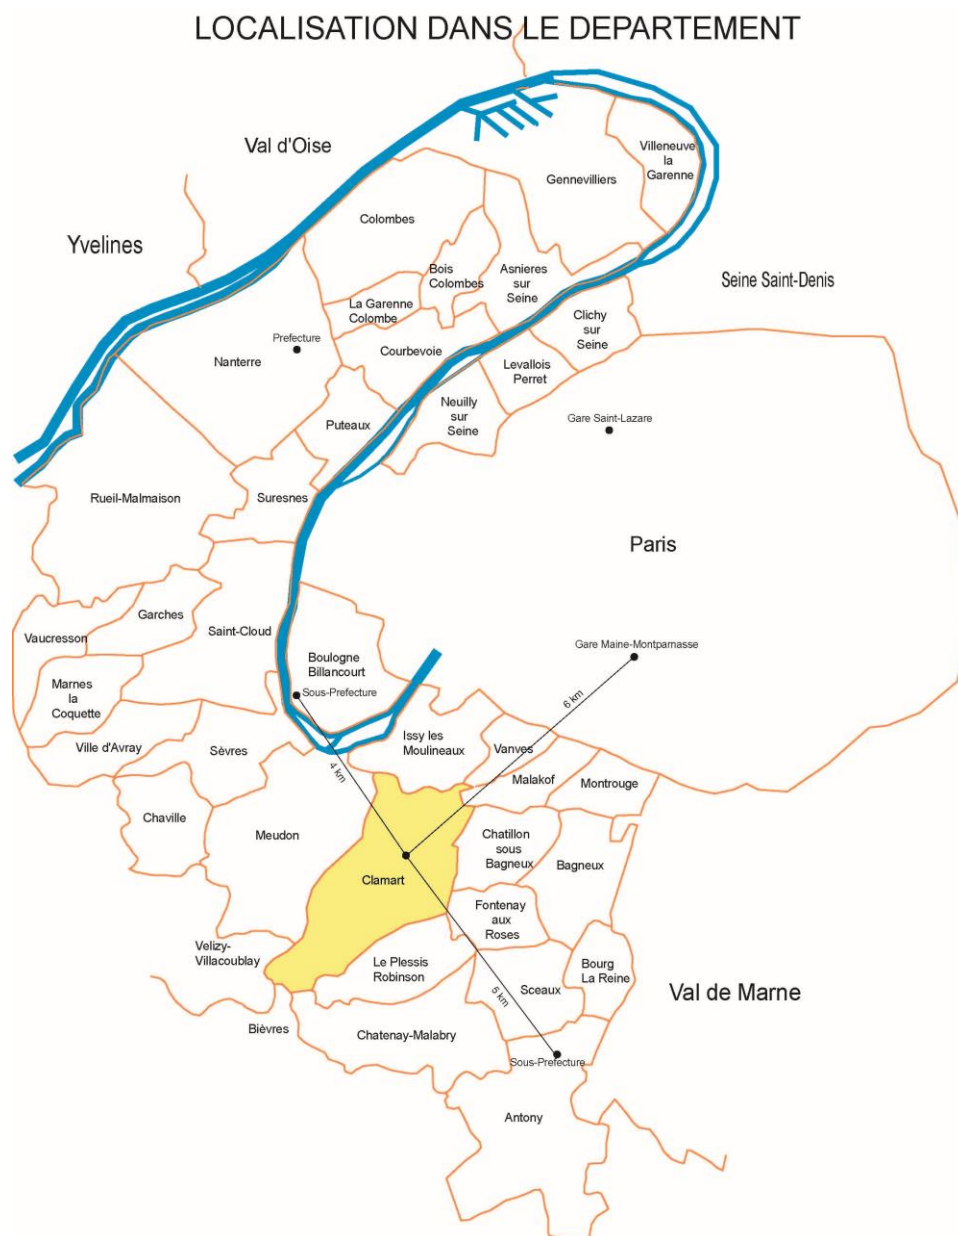 LOCALISATION DANS LE DEPARTEMENT
Val d'Oise
Villeneuve
la
Garenne
Gennevilliers
Colombes
Yvelines
Bois
Colombes
Asnieres
sur
Seine
Seine Saint-Denis
La Garenne
Colombe
Clichy
sur
Seine
Prefecture
Nanterre
Courbevoie
Levallois
Perret
Neuilly
sur
Seine
Puteaux
Gare Saint-Lazare
Rueil-Malmaison
Suresnes
Paris
Garches
Saint-Cloud
Vaucresson
Gare Maine-Montparnasse
Boulogne
Billancourt
Sous-Prefecture
Marnes
la
Coquette
6 km
Ville d'Avray
Sèvres
Issy les
Moulineaux
Vanves
4 km
Malakof
Montrouge
Chaville
Meudon
Chatillon
sous
Bagneux
Bagneux
Clamart
Fontenay
aux
Roses
Velizy-
Villacoublay
Le Plessis
Robinson
Bourg
La Reine
Sceaux
5 km
Val de Marne
Bièvres
Chatenay-Malabry
Sous-Prefecture
Antony